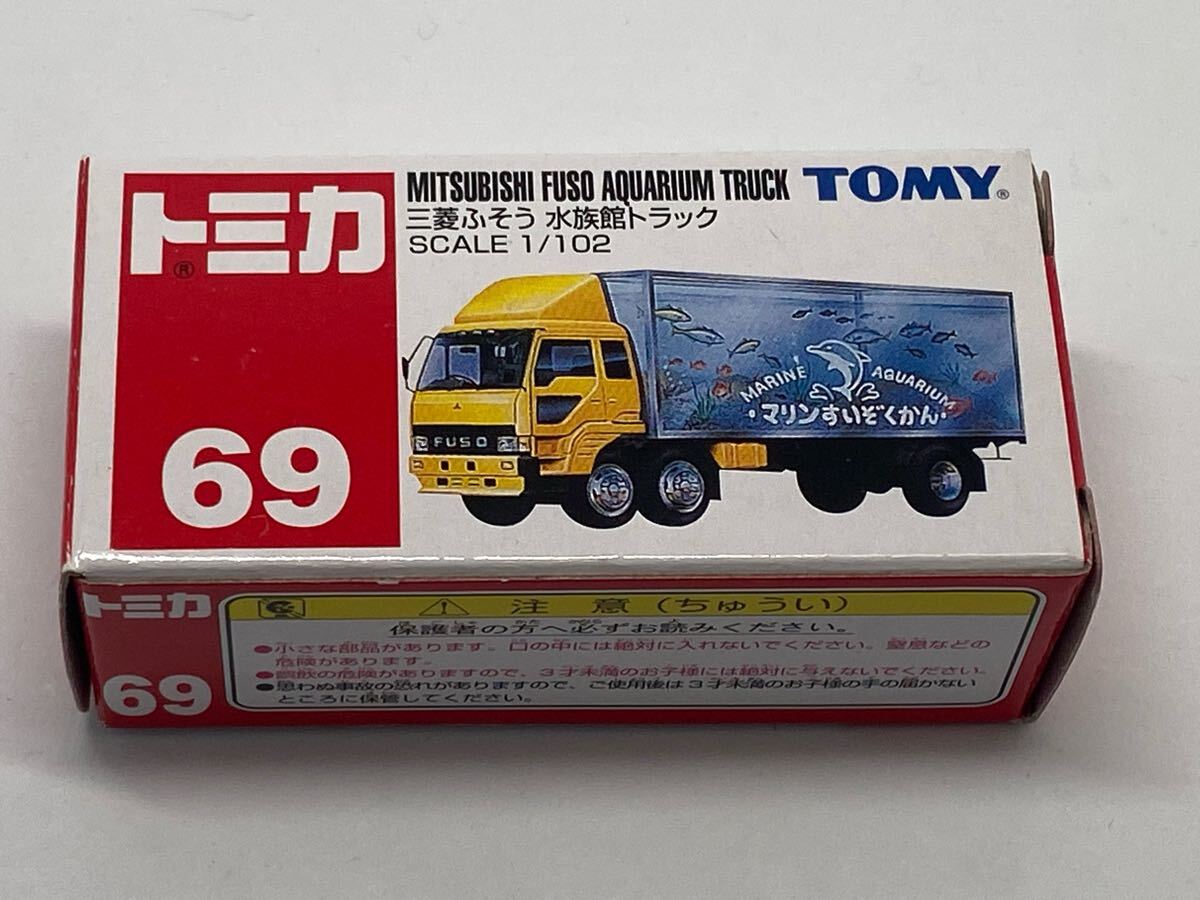 トミカ®
69
MITSUBISHI FUSO AQUARIUM TRUCK
三菱ふそう 水族館トラック
SCALE 1/102
TOMY®
FUSO
MARINE AQUARIUM
・マリンすいぞくかん・
トミカ
69
⚠ 注意(ちゅうい)
保護者の方へ必ずお読みください。
●小さな部品があります。口の中には絶対に入れないでください。窒息などの
危険があります。
●誤飲の危険がありますので、3才未満のお子様には絶対に与えないでください。
●思わぬ事故の恐れがありますので、ご使用後は3才未満のお子様の手の届かない
ところに保管してください。